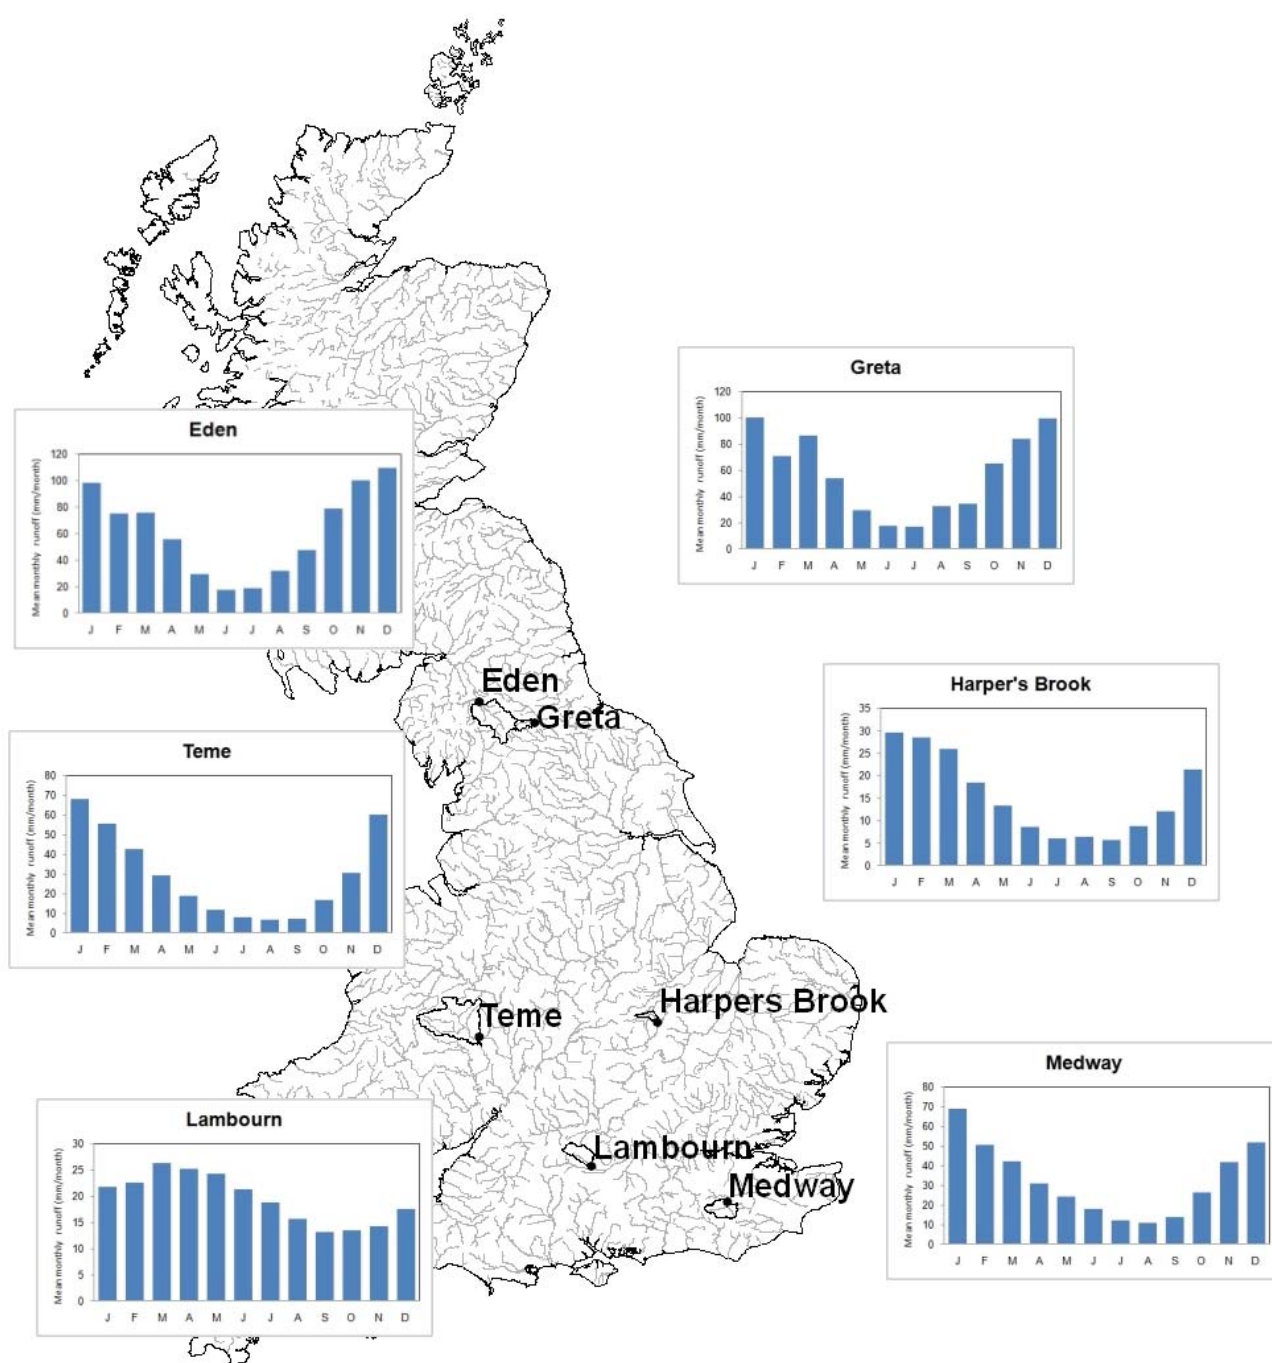 Greta
Mean monthly runoff (mm/month)
120
100
80
60
40
20
0
J F M A M J J A S O N D
Eden
Mean monthly runoff (mm/month)
120
100
80
60
40
20
0
J F M A M J J A S O N D
Eden
Greta
Harper's Brook
Mean monthly runoff (mm/month)
35
30
25
20
15
10
5
0
J F M A M J J A S O N D
Teme
Mean monthly runoff (mm/month)
80
70
60
50
40
30
20
10
0
J F M A M J J A S O N D
Harpers Brook
Teme
Medway
Mean monthly runoff (mm/month)
80
70
60
50
40
30
20
10
0
J F M A M J J A S O N D
Lambourn
Mean monthly runoff (mm/month)
30
25
20
15
10
5
0
J F M A M J J A S O N D
Lambourn
Medway